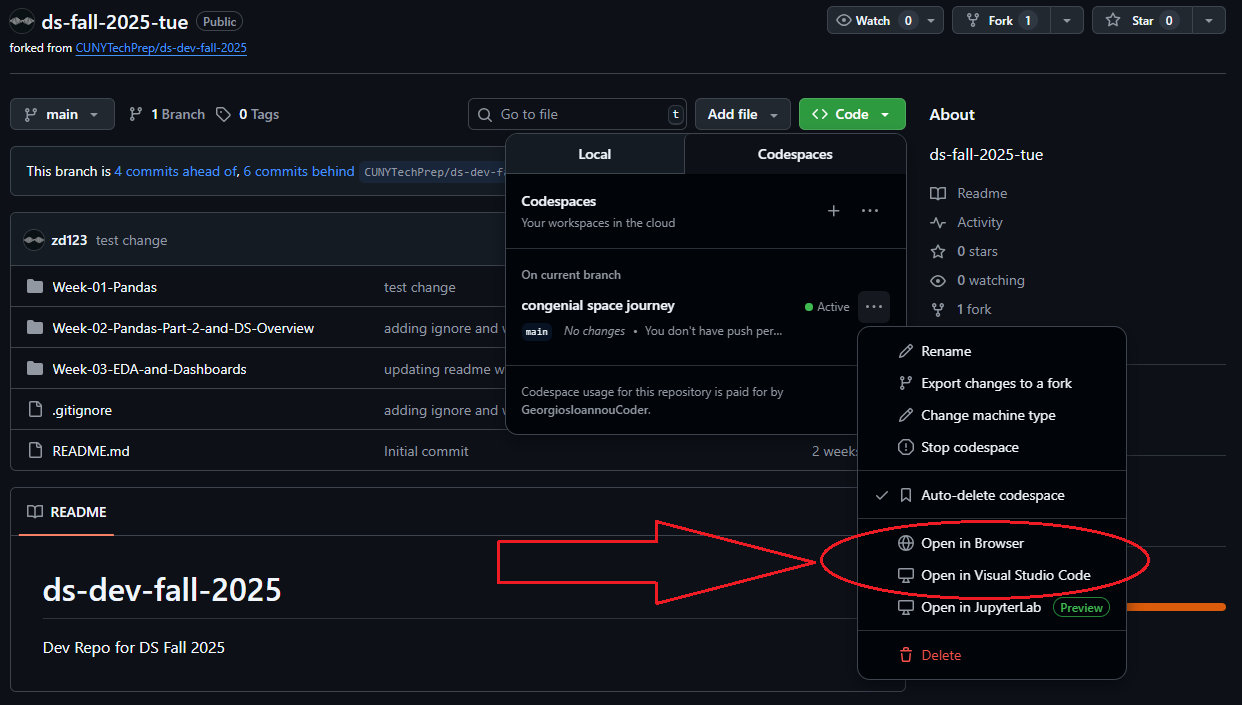 ds-fall-2025-tue Public
Watch 0
Fork 1
Star 0
forked from CUNYTechPrep/ds-dev-fall-2025
main
1 Branch
0 Tags
Go to file t
Add file
<> Code
This branch is 4 commits ahead of, 6 commits behind CUNYTechPrep/ds-dev-fa
zd123 test change
Week-01-Pandas test change
Week-02-Pandas-Part-2-and-DS-Overview adding ignore and
Week-03-EDA-and-Dashboards updating readme
.gitignore adding ignore and
README.md Initial commit 2 weeks
Local Codespaces
Codespaces
Your workspaces in the cloud
On current branch
congenial space journey Active
main No changes • You don't have push per...
Codespace usage for this repository is paid for by
GeorgiosIoannouCoder.
Rename
Export changes to a fork
Change machine type
Stop codespace
Auto-delete codespace
Open in Browser
Open in Visual Studio Code
Open in JupyterLab Preview
Delete
About
ds-fall-2025-tue
Readme
Activity
0 stars
0 watching
1 fork
README
ds-dev-fall-2025
Dev Repo for DS Fall 2025